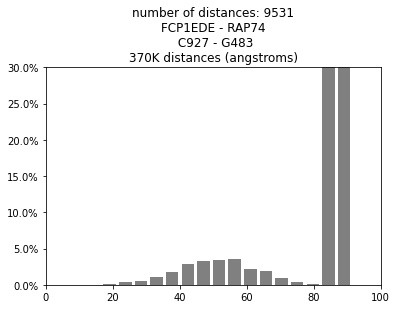 number of distances: 9531
FCP1EDE - RAP74
C927 - G483
370K distances (angstroms)
30.0%
25.0%
20.0%
15.0%
10.0%
5.0%
0.0%
0 20 40 60 80 100